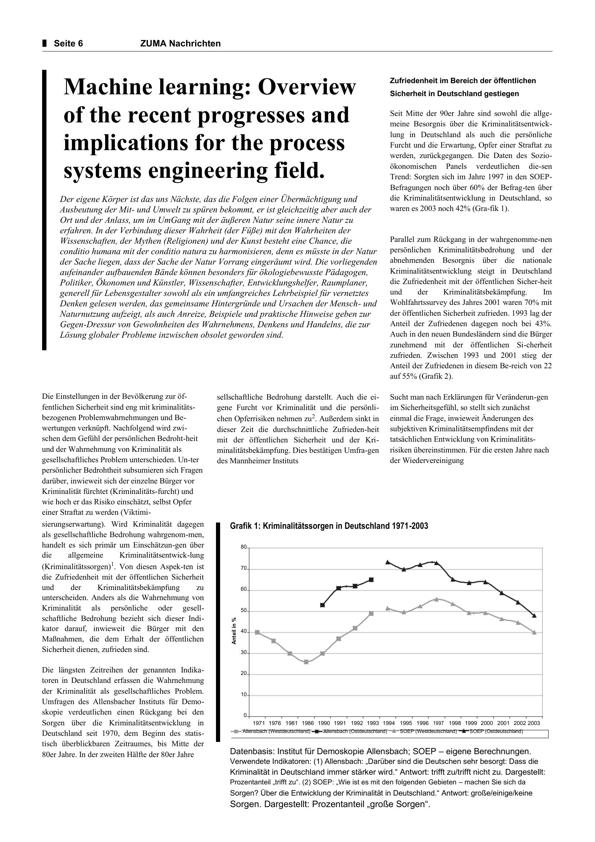 Seite 6 ZUMA Nachrichten
Machine learning: Overview
of the recent progresses and
implications for the process
systems engineering field.
Der eigene Körper ist das uns Nächste, das die Folgen einer Übermächtigung und
Ausbeutung der Mit- und Umwelt zu spüren bekommt, er ist gleichzeitig aber auch der
Ort und der Anlass, um im UmGang mit der äußeren Natur seine innere Natur zu
erfahren. In der Verbindung dieser Wahrheit (der Füße) mit den Wahrheiten der
Wissenschaften, der Mythen (Religionen) und der Kunst besteht eine Chance, die
conditio humana mit der conditio natura zu harmonisieren, denn es müsste in der Natur
der Sache liegen, dass der Sache der Natur Vorrang eingeräumt wird. Die vorliegenden
aufeinander aufbauenden Bände können besonders für ökologiebewusste Pädagogen,
Politiker, Ökonomen und Künstler, Wissenschafter, Entwicklungshelfer, Raumplaner,
generell für Lebensgestalter sowohl als ein umfangreiches Lehrbeispiel für vernetztes
Denken gelesen werden, das gemeinsame Hintergründe und Ursachen der Mensch- und
Naturnutzung aufzeigt, als auch Anreize, Beispiele und praktische Hinweise geben zur
Gegen-Dressur von Gewohnheiten des Wahrnehmens, Denkens und Handelns, die zur
Lösung globaler Probleme inzwischen obsolet geworden sind.
Zufriedenheit im Bereich der öffentlichen
Sicherheit in Deutschland gestiegen
Seit Mitte der 90er Jahre sind sowohl die allge-
meine Besorgnis über die Kriminalitätsentwick-
lung in Deutschland als auch die persönliche
Furcht und die Erwartung, Opfer einer Straftat zu
werden, zurückgegangen. Die Daten des Sozio-
ökonomischen Panels verdeutlichen die-sen
Trend: Sorgten sich im Jahre 1997 in den SOEP-
Befragungen noch über 60% der Befrag-ten über
die Kriminalitätsentwicklung in Deutschland, so
waren es 2003 noch 42% (Gra-fik 1).
Parallel zum Rückgang in der wahrgenomme-nen
persönlichen Kriminalitätsbedrohung und der
abnehmenden Besorgnis über die nationale
Kriminalitätsentwicklung steigt in Deutschland
die Zufriedenheit mit der öffentlichen Sicher-heit
und der Kriminalitätsbekämpfung. Im
Wohlfahrtssurvey des Jahres 2001 waren 70% mit
der öffentlichen Sicherheit zufrieden. 1993 lag der
Anteil der Zufriedenen dagegen noch bei 43%.
Auch in den neuen Bundesländern sind die Bürger
zunehmend mit der öffentlichen Si-cherheit
zufrieden. Zwischen 1993 und 2001 stieg der
Anteil der Zufriedenen in diesem Be-reich von 22
auf 55% (Grafik 2).
Die Einstellungen in der Bevölkerung zur öf-
fentlichen Sicherheit sind eng mit kriminalitäts-
bezogenen Problemwahrnehmungen und Be-
wertungen verknüpft. Nachfolgend wird zwi-
schen dem Gefühl der persönlichen Bedroht-heit
und der Wahrnehmung von Kriminalität als
gesellschaftliches Problem unterschieden. Un-ter
persönlicher Bedrohtheit subsumieren sich Fragen
darüber, inwieweit sich der einzelne Bürger vor
Kriminalität fürchtet (Kriminalitäts-furcht) und
wie hoch er das Risiko einschätzt, selbst Opfer
einer Straftat zu werden (Viktimi-
sierungserwartung). Wird Kriminalität dagegen
als gesellschaftliche Bedrohung wahrgenom-men,
handelt es sich primär um Einschätzun-gen über
die allgemeine Kriminalitätsentwick-lung
(Kriminalitätssorgen)1. Von diesen Aspek-ten ist
die Zufriedenheit mit der öffentlichen Sicherheit
und der Kriminalitätsbekämpfung zu
unterscheiden. Anders als die Wahrnehmung von
Kriminalität als persönliche oder gesell-
schaftliche Bedrohung bezieht sich dieser Indi-
kator darauf, inwieweit die Bürger mit den
Maßnahmen, die dem Erhalt der öffentlichen
Sicherheit dienen, zufrieden sind.
Die längsten Zeitreihen der genannten Indika-
toren in Deutschland erfassen die Wahrnehmung
der Kriminalität als gesellschaftliches Problem.
Umfragen des Allensbacher Instituts für Demo-
skopie verdeutlichen einen Rückgang bei den
Sorgen über die Kriminalitätsentwicklung in
Deutschland seit 1970, dem Beginn des statis-
tisch überblickbaren Zeitraumes, bis Mitte der
80er Jahre. In der zweiten Hälfte der 80er Jahre
sellschaftliche Bedrohung darstellt. Auch die ei-
gene Furcht vor Kriminalität und die persönli-
chen Opferrisiken nehmen zu2. Außerdem sinkt in
dieser Zeit die durchschnittliche Zufrieden-heit
mit der öffentlichen Sicherheit und der Kri-
minalitätsbekämpfung. Dies bestätigen Umfra-gen
des Mannheimer Instituts
Sucht man nach Erklärungen für Veränderun-gen
im Sicherheitsgefühl, so stellt sich zunächst
einmal die Frage, inwieweit Änderungen des
subjektiven Kriminalitätsempfindens mit der
tatsächlichen Entwicklung von Kriminalitäts-
risiken übereinstimmen. Für die ersten Jahre nach
der Wiedervereinigung
Grafik 1: Kriminalitätssorgen in Deutschland 1971-2003
Anteil in %
80
70
60
50
40
30
20
10
0
1971 1976 1981 1986 1990 1991 1992 1993 1994 1995 1996 1997 1998 1999 2000 2001 2002 2003
Allensbach (Westdeutschland) Allensbach (Ostdeutschland) SOEP (Westdeutschland) SOEP (Ostdeutschland)
Datenbasis: Institut für Demoskopie Allensbach; SOEP – eigene Berechnungen.
Verwendete Indikatoren: (1) Allensbach: „Darüber sind die Deutschen sehr besorgt: Dass die
Kriminalität in Deutschland immer stärker wird.“ Antwort: trifft zu/trifft nicht zu. Dargestellt:
Prozentanteil „trifft zu“. (2) SOEP: „Wie ist es mit den folgenden Gebieten – machen Sie sich da
Sorgen? Über die Entwicklung der Kriminalität in Deutschland.“ Antwort: große/einige/keine
Sorgen. Dargestellt: Prozentanteil „große Sorgen“.